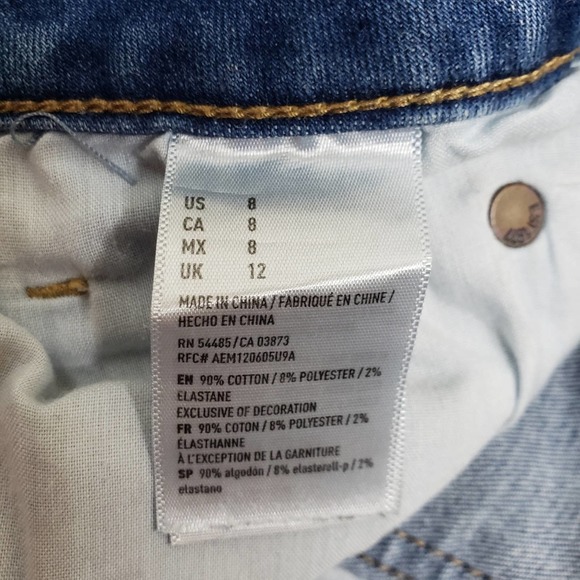 US 8
CA 8
MX 8
UK 12
MADE IN CHINA / FABRIQUÉ EN CHINE /
HECHO EN CHINA
RN 54485/CA 03873
RFC# AEM120605U9A
EN 90% COTTON / 8% POLYESTER / 2%
ELASTANE
EXCLUSIVE OF DECORATION
FR 90% COTON / 8% POLYESTER / 2%
ÉLASTHANNE
À L'EXCEPTION DE LA GARNITURE
SP 90% algodón / 8% elasterell-p / 2%
elastano